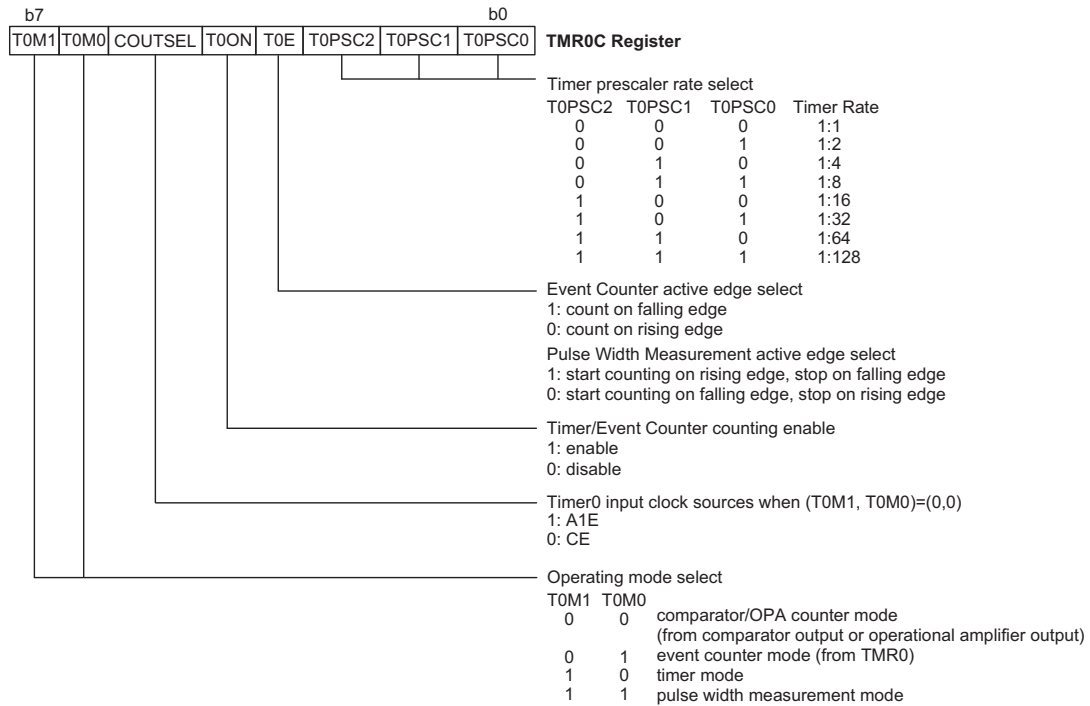 b7 b0
T0M1 T0M0 COUTSEL T0ON T0E T0PSC2 T0PSC1 T0PSC0 TMR0C Register
Timer prescaler rate select
T0PSC2 T0PSC1 T0PSC0 Timer Rate
0 0 0 1:1
0 0 1 1:2
0 1 0 1:4
0 1 1 1:8
1 0 0 1:16
1 0 1 1:32
1 1 0 1:64
1 1 1 1:128
Event Counter active edge select
1: count on falling edge
0: count on rising edge
Pulse Width Measurement active edge select
1: start counting on rising edge, stop on falling edge
0: start counting on falling edge, stop on rising edge
Timer/Event Counter counting enable
1: enable
0: disable
Timer0 input clock sources when (T0M1, T0M0)=(0,0)
1: A1E
0: CE
Operating mode select
T0M1 T0M0
0 0 comparator/OPA counter mode
(from comparator output or operational amplifier output)
0 1 event counter mode (from TMR0)
1 0 timer mode
1 1 pulse width measurement mode